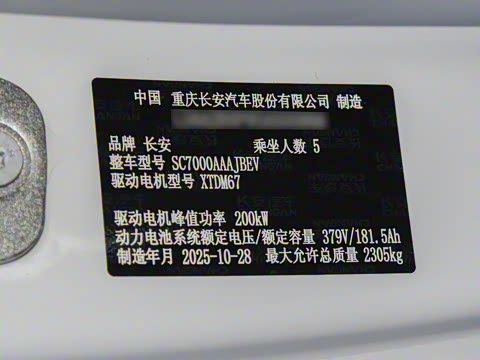 中国 重庆长安汽车股份有限公司 制造
品牌 长安 乘坐人数 5
整车型号 SC7000AAAJBEV
驱动电机型号 XTDM67
驱动电机峰值功率 200kW
动力电池系统额定电压/额定容量 379V/181.5Ah
制造年月 2025-10-28 最大允许总质量 2305kg